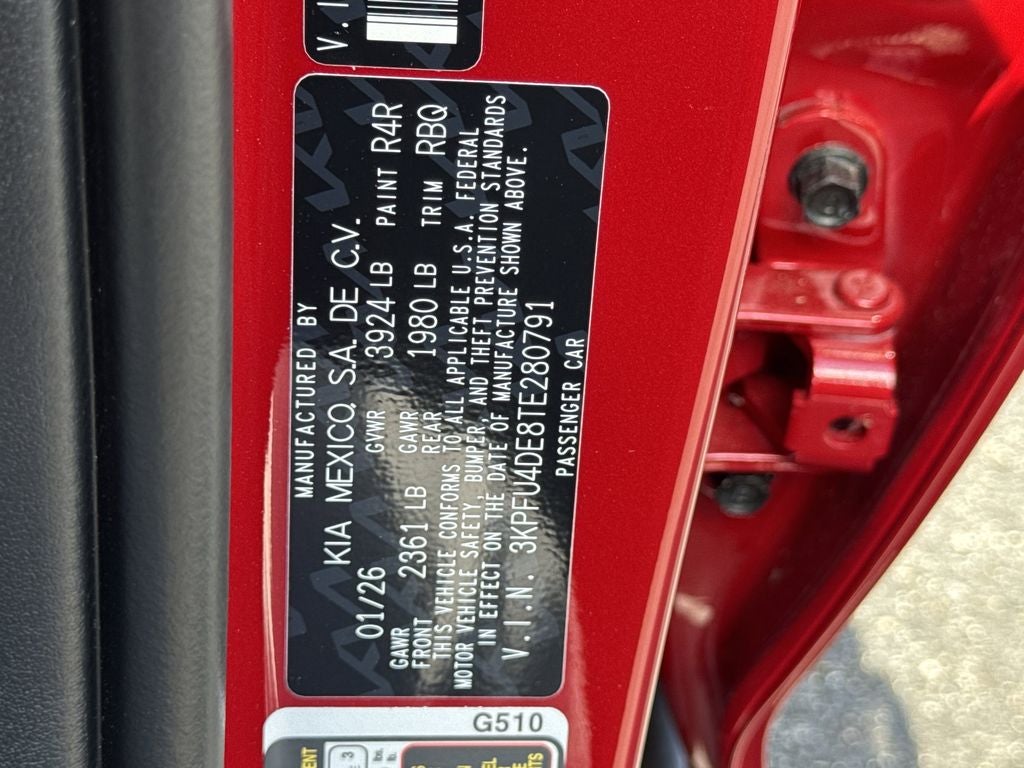 V.I
MANUFACTURED BY
KIA MEXICO, S.A. DE C.V.
01/26 GVWR 3924 LB PAINT R4R
GAWR FRONT 2361 LB GAWR REAR 1980 LB TRIM RBQ
THIS VEHICLE CONFORMS TO ALL APPLICABLE U.S.A. FEDERAL
MOTOR VEHICLE SAFETY, BUMPER, AND THEFT PREVENTION STANDARDS
IN EFFECT ON THE DATE OF MANUFACTURE SHOWN ABOVE.
V.I.N. 3KPFU4DE8TE280791
PASSENGER CAR
G510